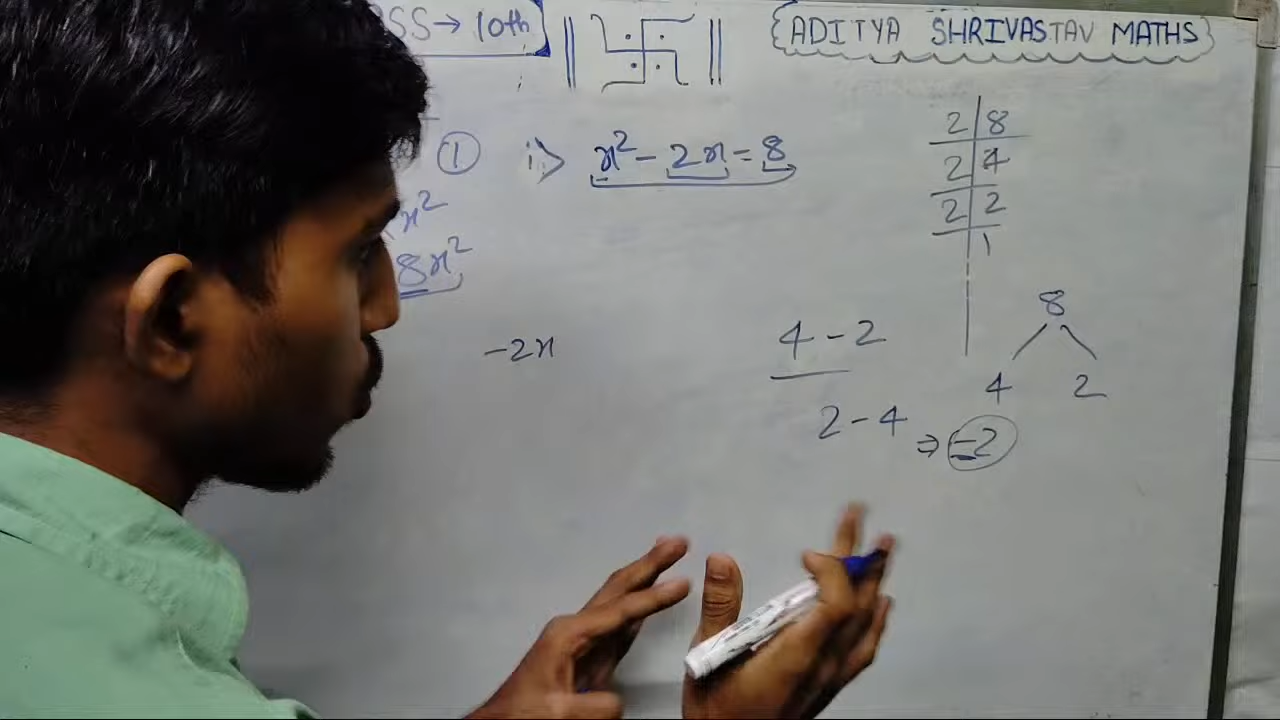 SS→ 10th
ADITYA SHRIVASTAV MATHS
① i> x² - 2x = 8
x²
8x²
2 | 8
2 | 4
2 | 2
1
-2x
4 - 2
2 - 4 ⇒ -2
8
4 2